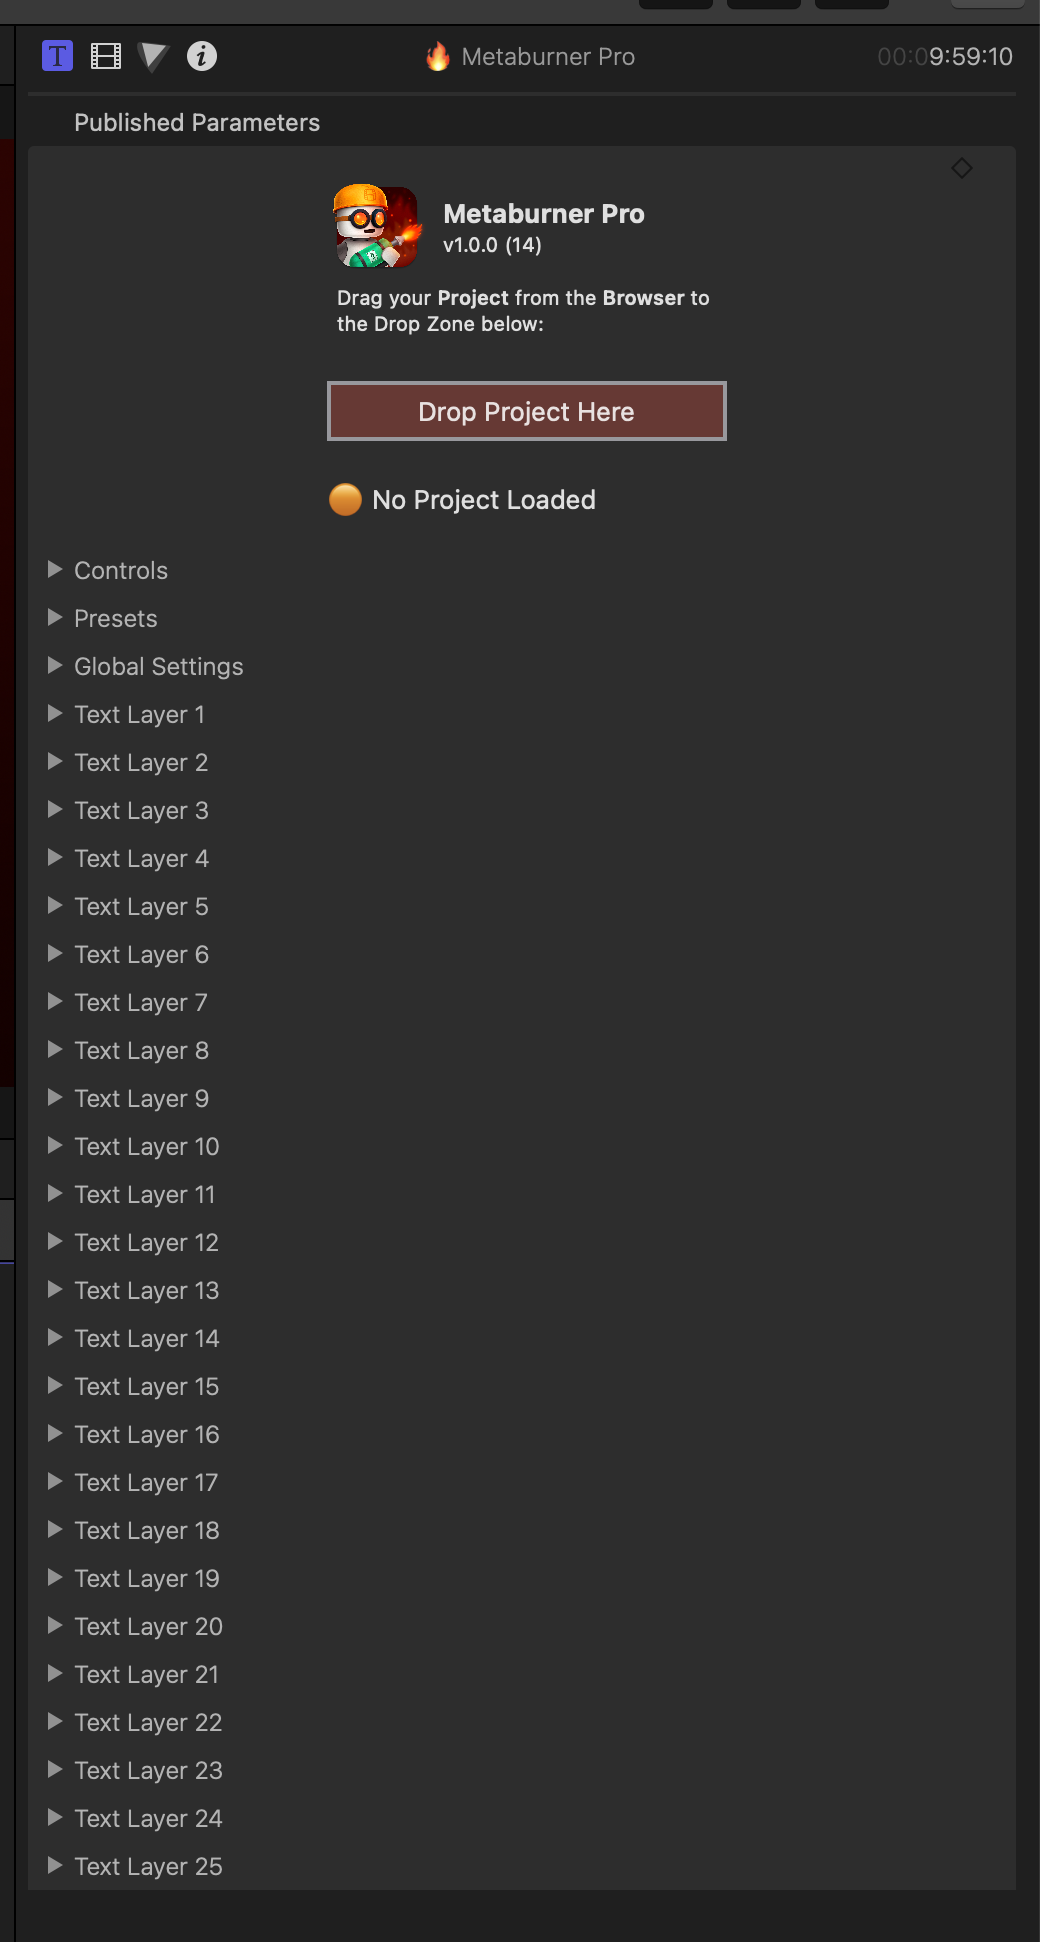 T i 🔥 Metaburner Pro 00:09:59:10
Published Parameters
Metaburner Pro
v1.0.0 (14)
Drag your Project from the Browser to
the Drop Zone below:
Drop Project Here
No Project Loaded
Controls
Presets
Global Settings
Text Layer 1
Text Layer 2
Text Layer 3
Text Layer 4
Text Layer 5
Text Layer 6
Text Layer 7
Text Layer 8
Text Layer 9
Text Layer 10
Text Layer 11
Text Layer 12
Text Layer 13
Text Layer 14
Text Layer 15
Text Layer 16
Text Layer 17
Text Layer 18
Text Layer 19
Text Layer 20
Text Layer 21
Text Layer 22
Text Layer 23
Text Layer 24
Text Layer 25